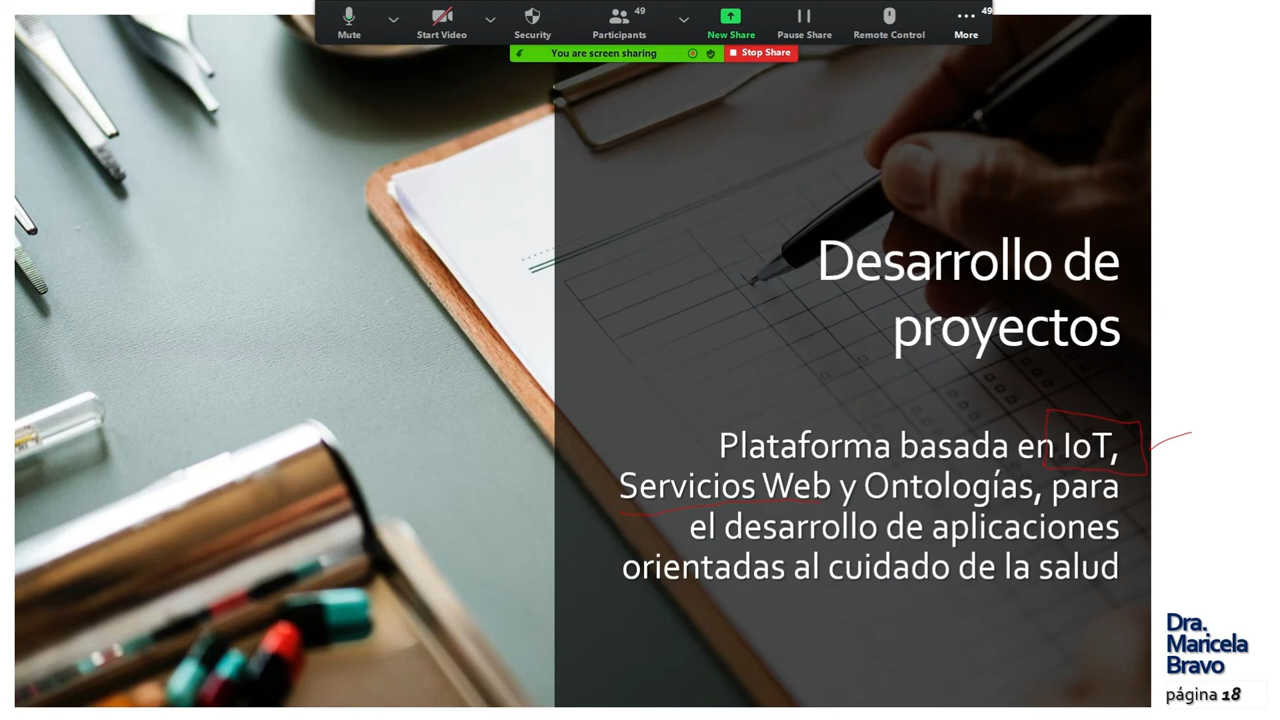 49
49
Mute
Start Video
Security
Participants
New Share
Pause Share
Remote Control
More
You are screen sharing
Stop Share
Desarrollo de
proyectos
Plataforma basada en IoT,
Servicios Web y Ontologías, para
el desarrollo de aplicaciones
orientadas al cuidado de la salud
Dra.
Maricela
Bravo
página 18